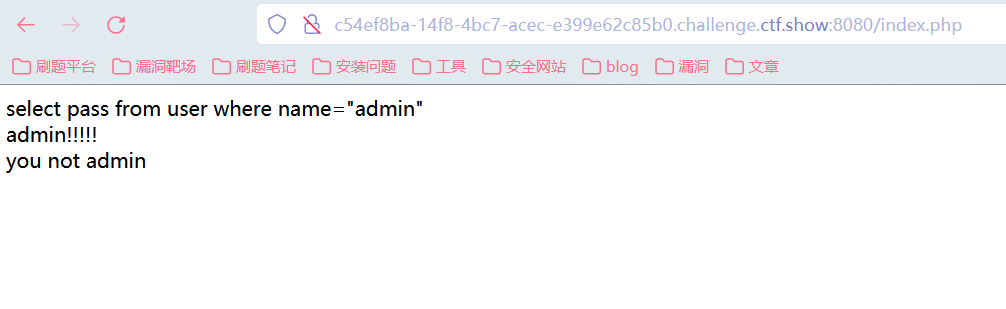 c54ef8ba-14f8-4bc7-acec-e399e62c85b0.challenge.ctf.show:8080/index.php
刷题平台 漏洞靶场 刷题笔记 安装问题 工具 安全网站 blog 漏洞 文章
select pass from user where name="admin"
admin!!!!!
you not admin